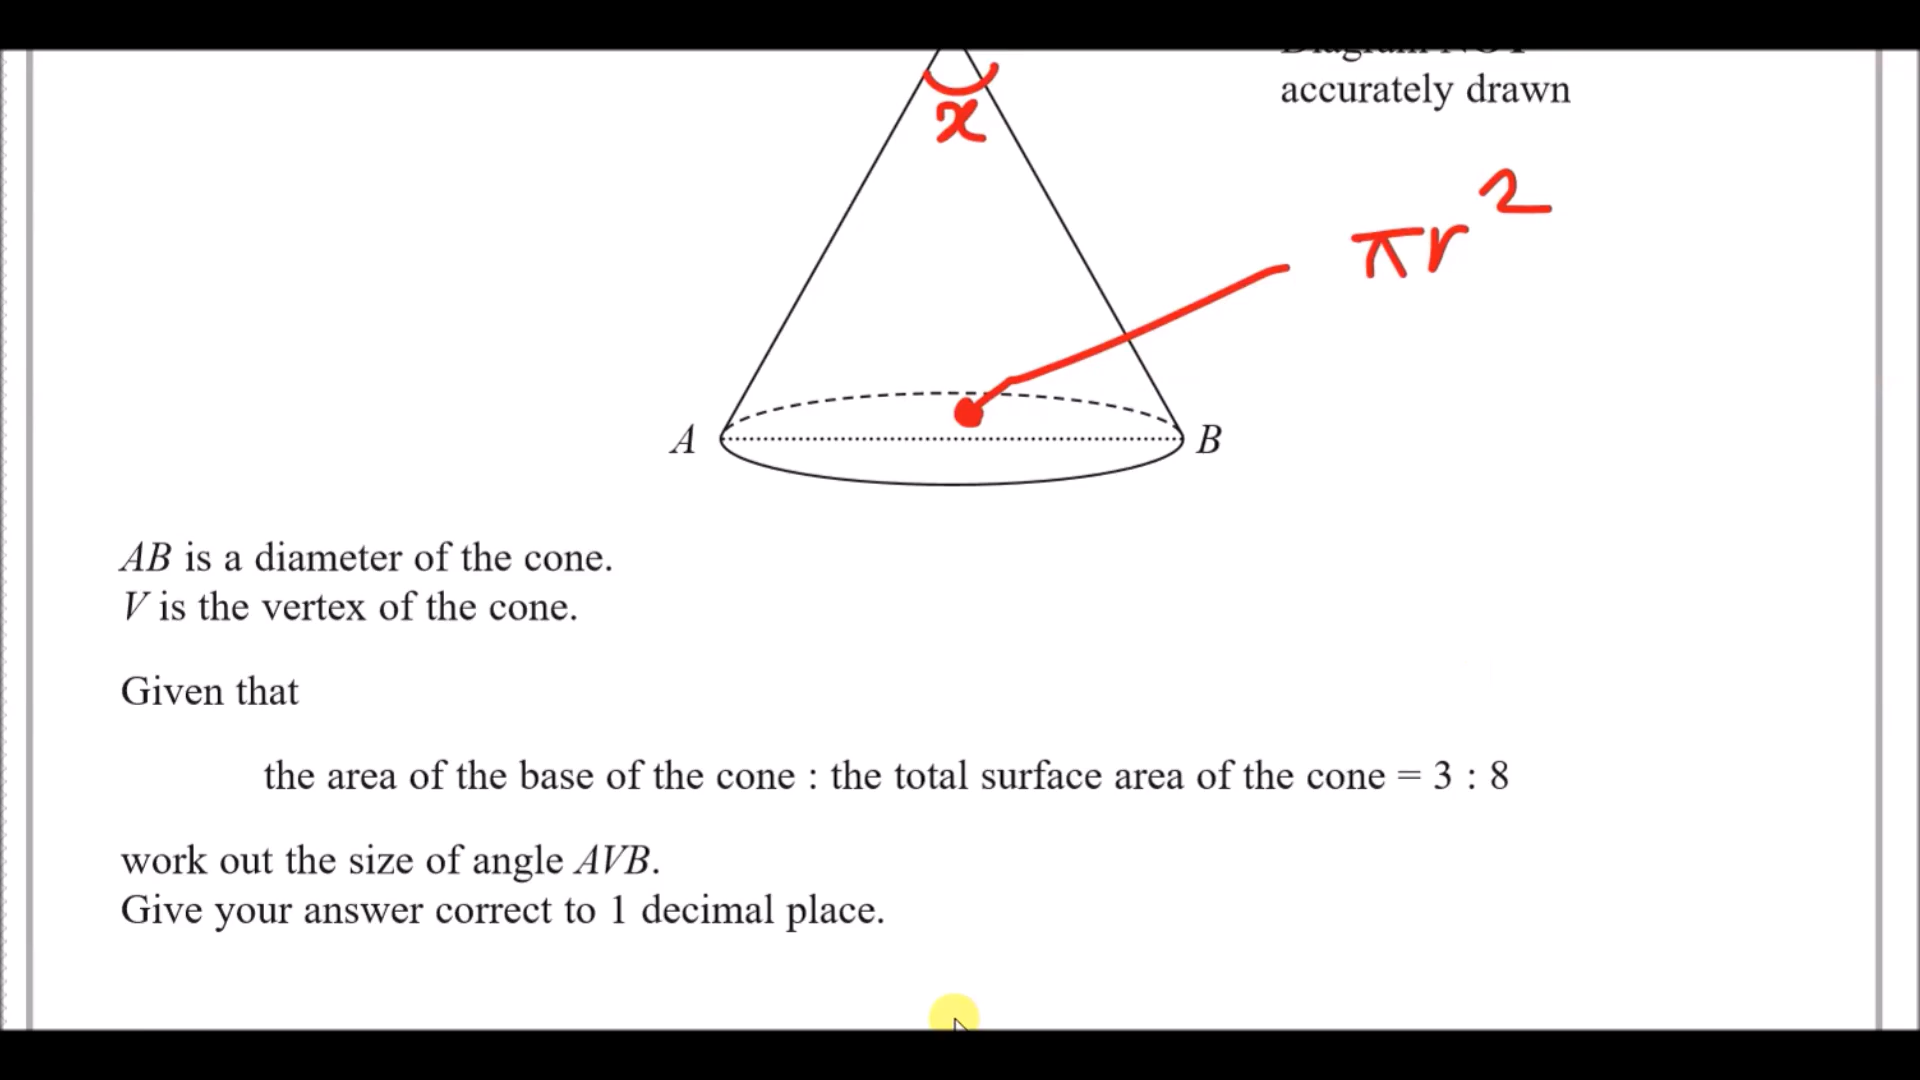 Diagram NOT
accurately drawn
x
πr²
A
B
AB is a diameter of the cone.
V is the vertex of the cone.
Given that
the area of the base of the cone : the total surface area of the cone = 3 : 8
work out the size of angle AVB.
Give your answer correct to 1 decimal place.